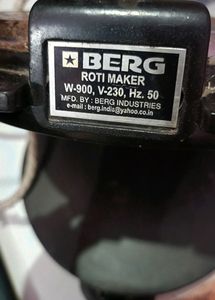 BERG
ROTI MAKER
W-900, V-230, Hz. 50
MFD. BY : BERG INDUSTRIES
e-mail : berg.india@yahoo.co.in